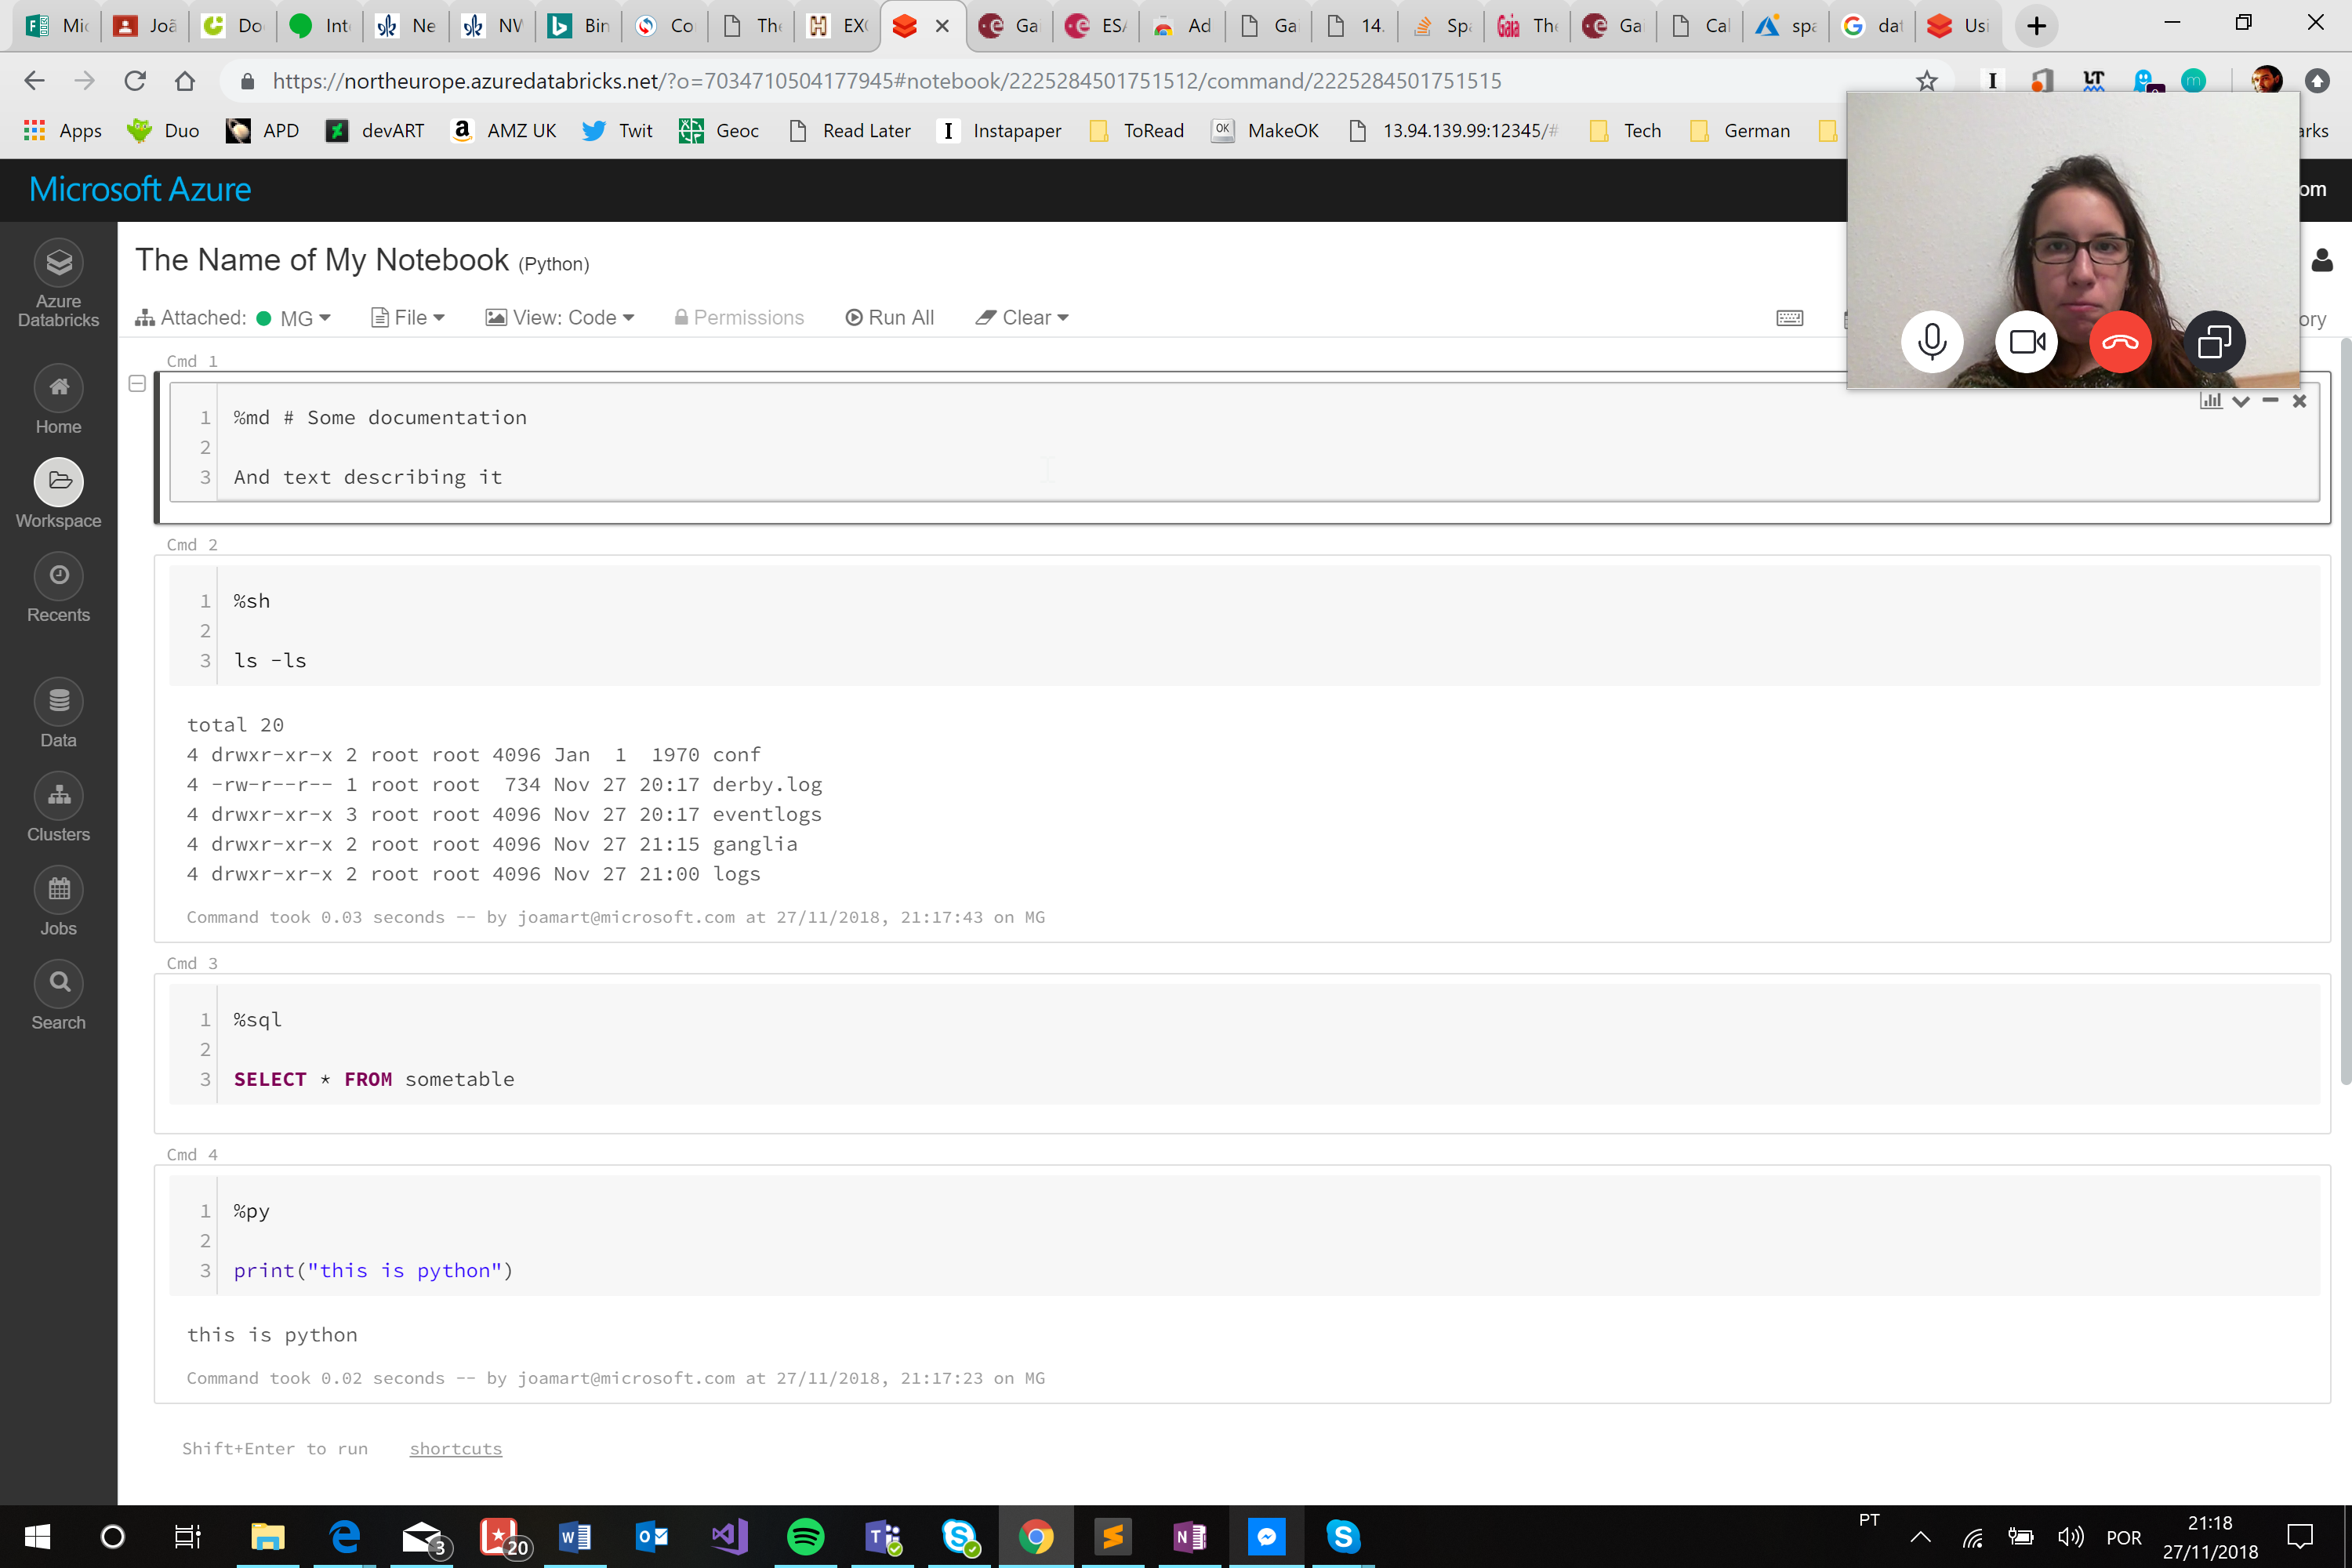 Mic
Joã
Do
Int
Ne
NW
Bin
Co
The
EXO
Gai
ESA
Ad
Ga
14.
Spa
The
Gai
Cal
spa
dat
Usi
https://northeurope.azuredatabricks.net/?o=7034710504177945#notebook/2225284501751512/command/2225284501751515
Apps Duo APD devART AMZ UK Twit Geoc Read Later Instapaper ToRead MakeOK 13.94.139.99:12345/# Tech German arks
Microsoft Azure
om
The Name of My Notebook (Python)
Attached: MG File View: Code Permissions Run All Clear ory
Azure
Databricks
Home
Workspace
Recents
Data
Clusters
Jobs
Search
Cmd 1
1 %md # Some documentation
2
3 And text describing it
Cmd 2
1 %sh
2
3 ls -ls
total 20
4 drwxr-xr-x 2 root root 4096 Jan 1 1970 conf
4 -rw-r--r-- 1 root root 734 Nov 27 20:17 derby.log
4 drwxr-xr-x 3 root root 4096 Nov 27 20:17 eventlogs
4 drwxr-xr-x 2 root root 4096 Nov 27 21:15 ganglia
4 drwxr-xr-x 2 root root 4096 Nov 27 21:00 logs
Command took 0.03 seconds -- by joamart@microsoft.com at 27/11/2018, 21:17:43 on MG
Cmd 3
1 %sql
2
3 SELECT * FROM sometable
Cmd 4
1 %py
2
3 print("this is python")
this is python
Command took 0.02 seconds -- by joamart@microsoft.com at 27/11/2018, 21:17:23 on MG
Shift+Enter to run shortcuts
3
20
PT
POR
21:18
27/11/2018